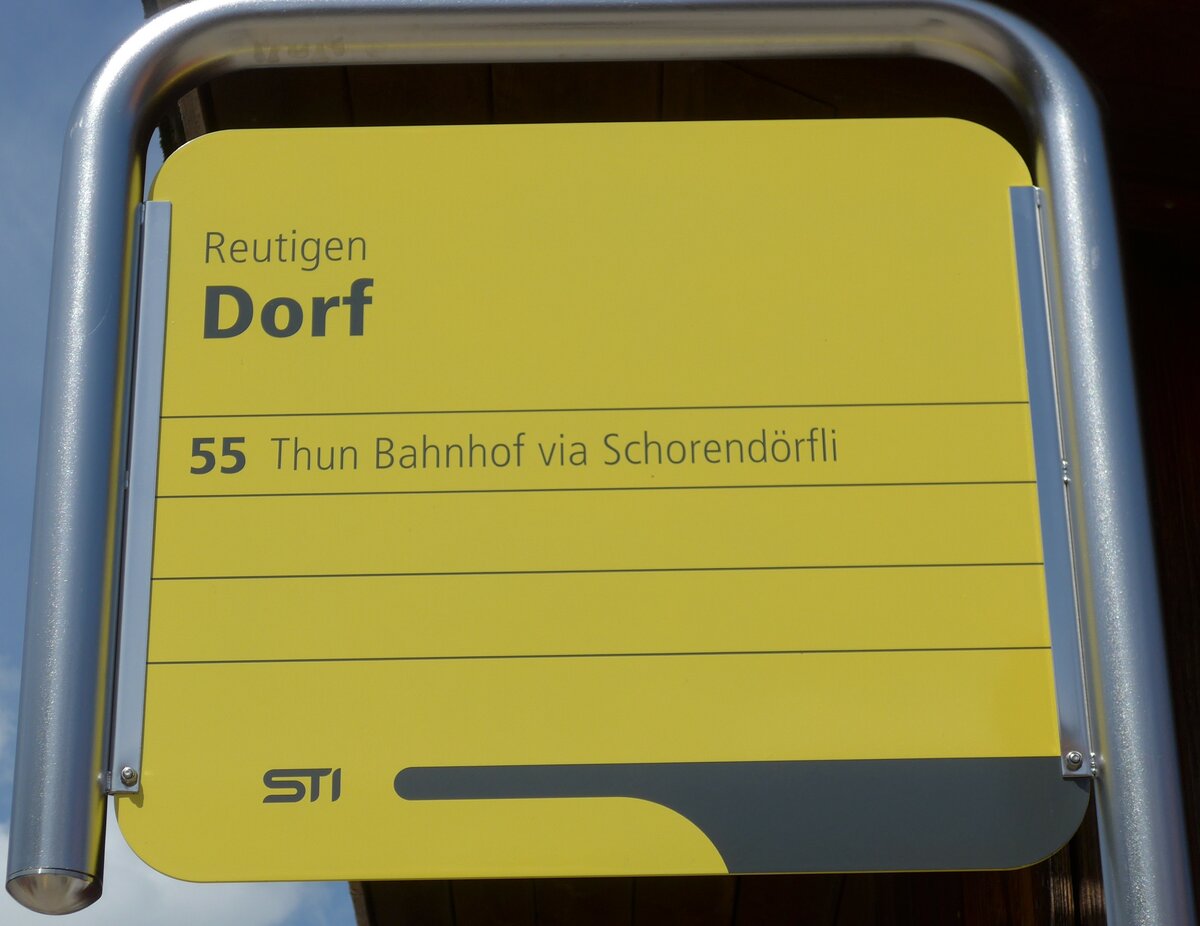 Reutigen
Dorf
55 Thun Bahnhof via Schorendörfli
STI